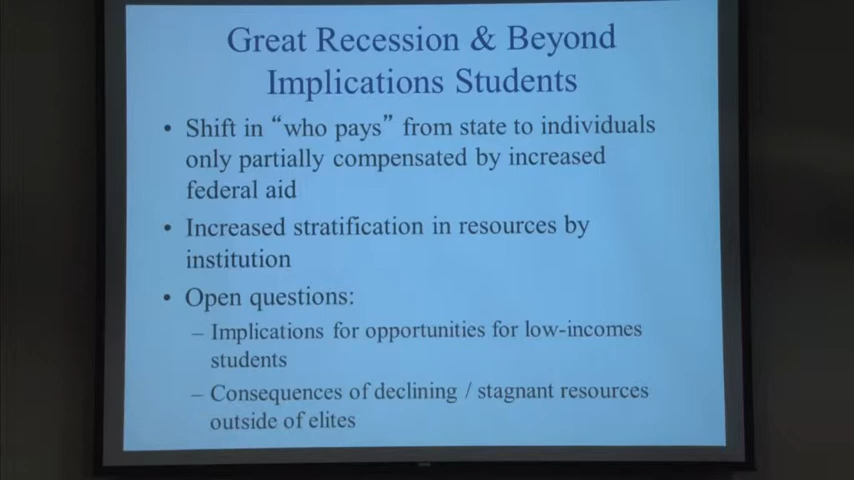 Great Recession & Beyond
Implications Students
• Shift in “who pays” from state to individuals
only partially compensated by increased
federal aid
• Increased stratification in resources by
institution
• Open questions:
– Implications for opportunities for low-incomes
students
– Consequences of declining / stagnant resources
outside of elites